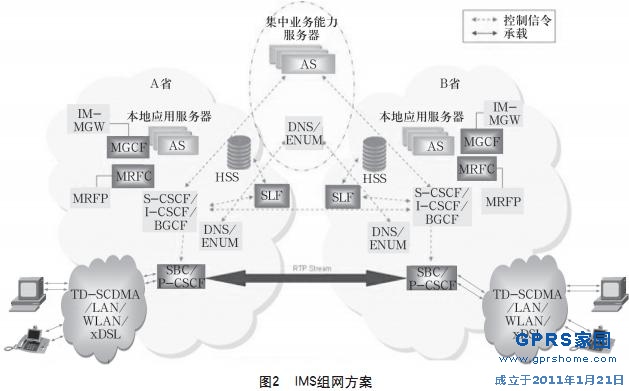 集中业务能力
服务器
AS
控制信令
承载
A省
B省
IM-
MGW
本地应用服务器
MGCF
AS
MRFC
MRFP
HSS
DNS/
ENUM
SLF
S-CSCF/
I-CSCF/
BGCF
DNS/
ENUM
SBC/
P-CSCF
TD-SCDMA
/LAN/
WLAN/
xDSL
RTP Stream
本地应用服务器
AS
IM-
MGW
MGCF
MRFC
MRFP
HSS
SLF
S-CSCF/
I-CSCF/
BGCF
DNS/
ENUM
SBC/
P-CSCF
TD-SCDMA
/LAN/
WLAN/
xDSL
GPRS家园
www.gprshome.com
成立于2011年1月21日
图2 IMS组网方案